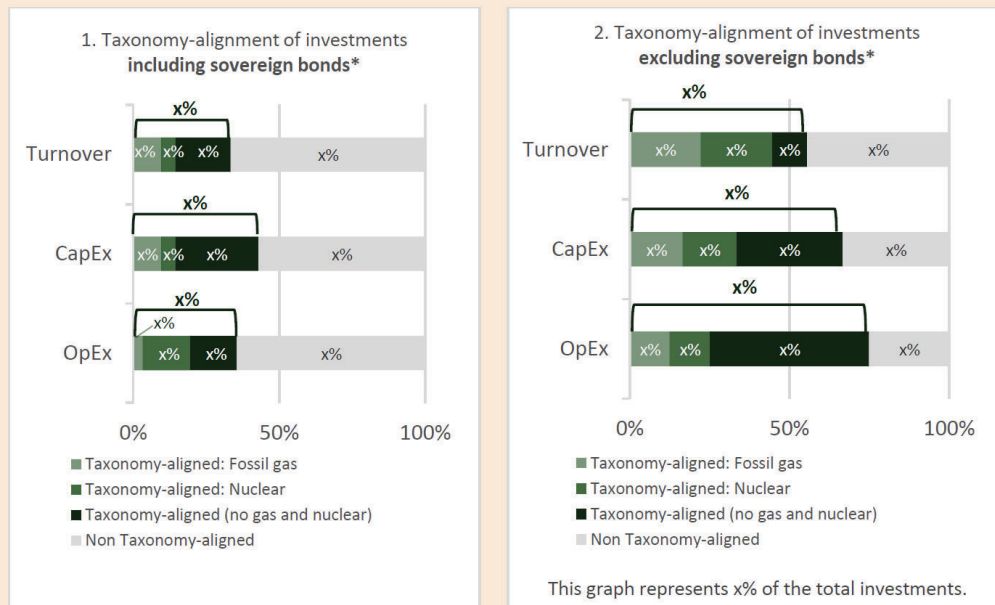 1. Taxonomy-alignment of investments
including sovereign bonds*
x%
Turnover
x% x% x% x%
x%
CapEx
x% x% x% x%
x%
x%
OpEx
x% x% x%
0% 50% 100%
Taxonomy-aligned: Fossil gas
Taxonomy-aligned: Nuclear
Taxonomy-aligned (no gas and nuclear)
Non Taxonomy-aligned
2. Taxonomy-alignment of investments
excluding sovereign bonds*
x%
Turnover
x% x% x% x%
x%
CapEx
x% x% x% x%
x%
OpEx
x% x% x% x%
0% 50% 100%
Taxonomy-aligned: Fossil gas
Taxonomy-aligned: Nuclear
Taxonomy-aligned (no gas and nuclear)
Non Taxonomy-aligned
This graph represents x% of the total investments.